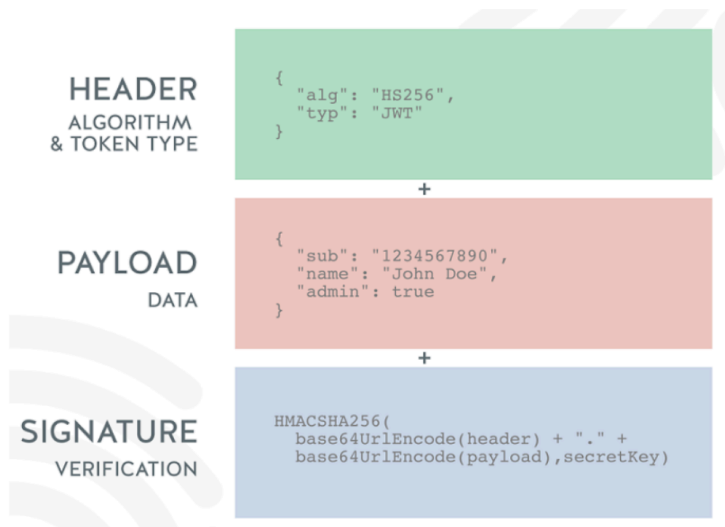 HEADER
ALGORITHM
& TOKEN TYPE
{
"alg": "HS256",
"typ": "JWT"
}
+
PAYLOAD
DATA
{
"sub": "1234567890",
"name": "John Doe",
"admin": true
}
+
SIGNATURE
VERIFICATION
HMACSHA256(
base64UrlEncode(header) + "." +
base64UrlEncode(payload),secretKey)